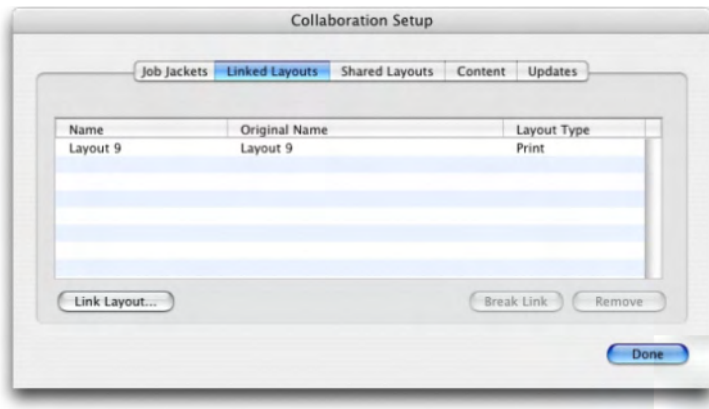 Collaboration Setup
Job Jackets Linked Layouts Shared Layouts Content Updates
Name Original Name Layout Type
Layout 9 Layout 9 Print
Link Layout... Break Link Remove
Done